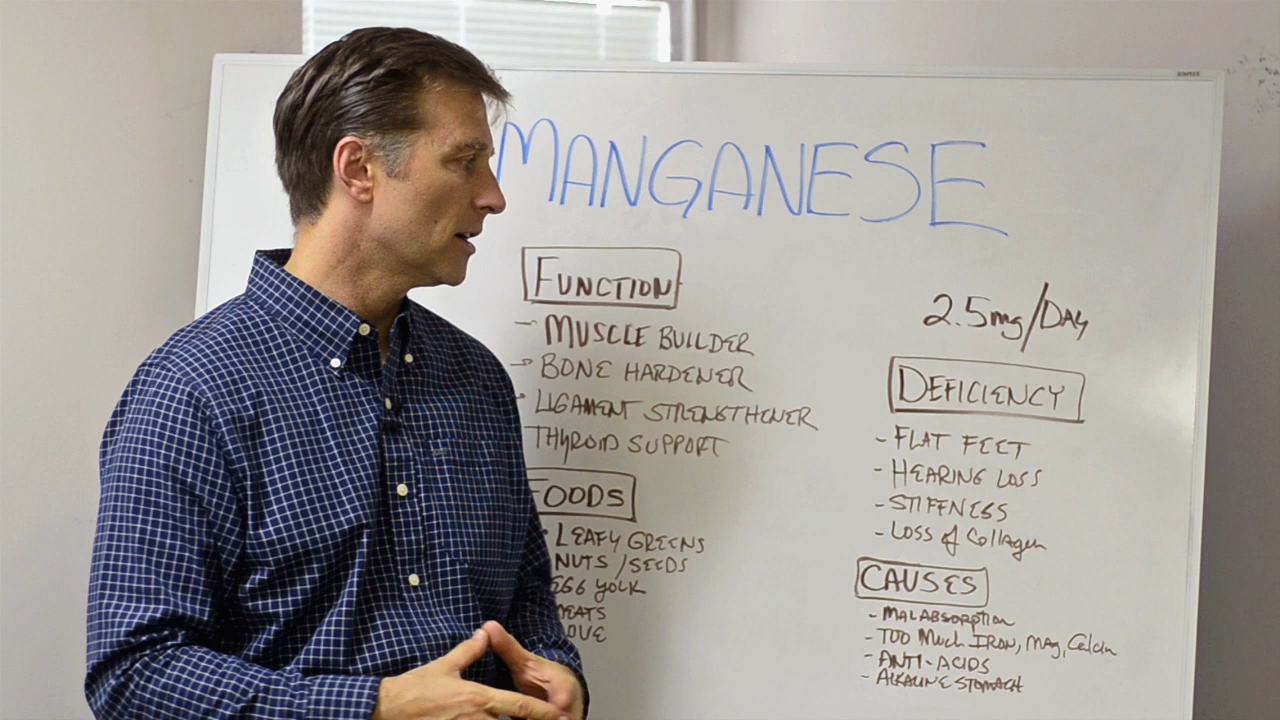 MANGANESE
FUNCTION
- MUSCLE BUILDER
- BONE HARDENER
- LIGAMENT STRENGTHENER
THYROID SUPPORT
FOODS
- LEAFY GREENS
NUTS / SEEDS
EGG YOLK
MEATS
2.5mg/DAY
DEFICIENCY
- FLAT FEET
- HEARING LOSS
- STIFFNESS
- LOSS of Collagen
CAUSES
- MALABSORPTION
- TOO MUCH IRON, MAG, Calcium
- ANTI-ACIDS
- ALKALINE STOMACH